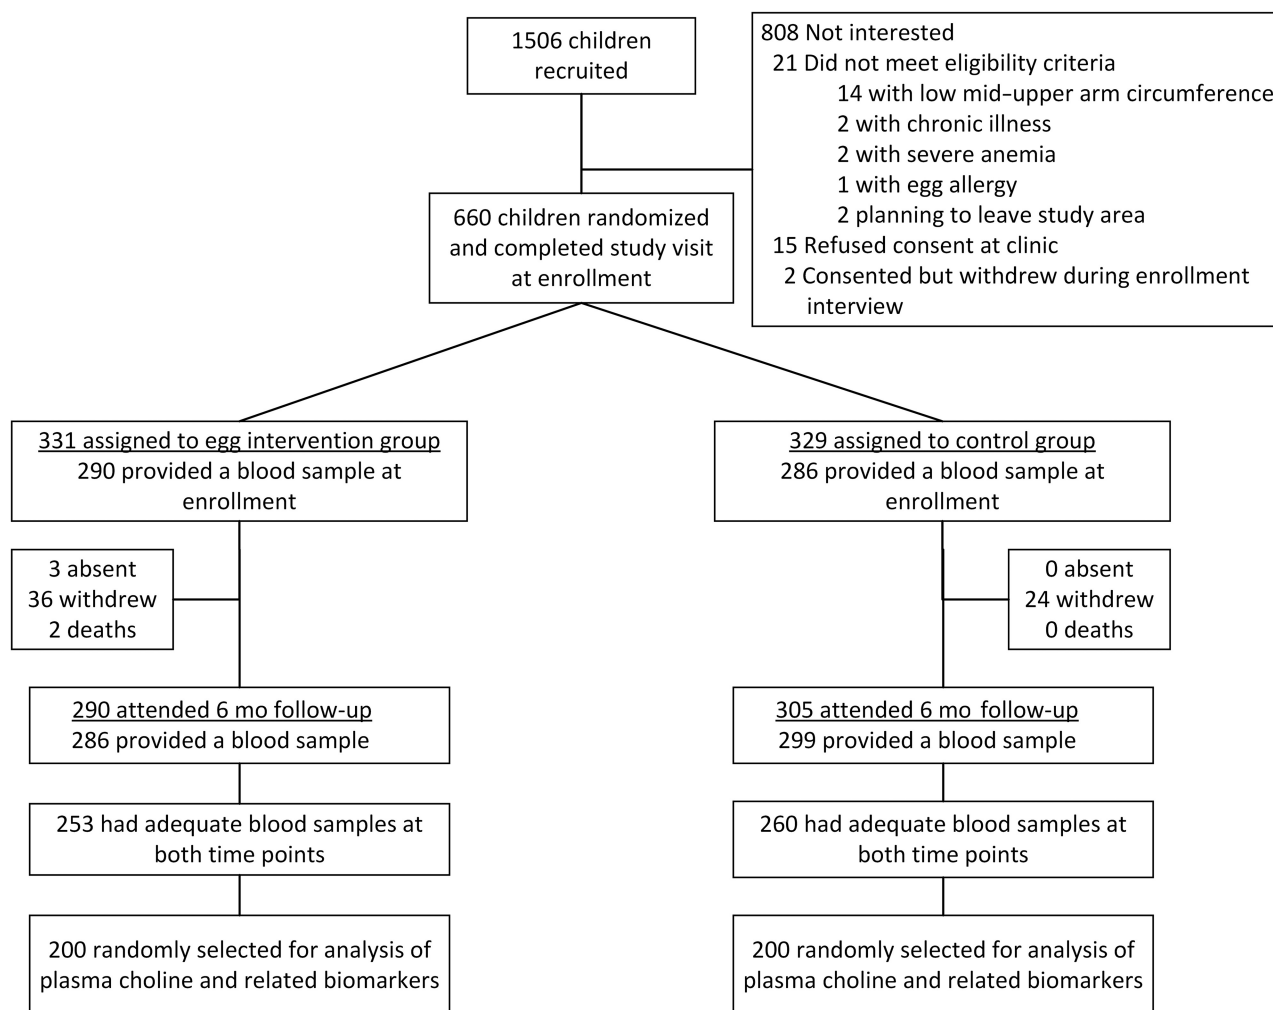 1506 children
recruited
808 Not interested
21 Did not meet eligibility criteria
14 with low mid-upper arm circumference
2 with chronic illness
2 with severe anemia
1 with egg allergy
2 planning to leave study area
15 Refused consent at clinic
2 Consented but withdrew during enrollment
interview
660 children randomized
and completed study visit
at enrollment
331 assigned to egg intervention group
290 provided a blood sample at
enrollment
329 assigned to control group
286 provided a blood sample at
enrollment
3 absent
36 withdrew
2 deaths
0 absent
24 withdrew
0 deaths
290 attended 6 mo follow-up
286 provided a blood sample
305 attended 6 mo follow-up
299 provided a blood sample
253 had adequate blood samples at
both time points
260 had adequate blood samples at
both time points
200 randomly selected for analysis of
plasma choline and related biomarkers
200 randomly selected for analysis of
plasma choline and related biomarkers